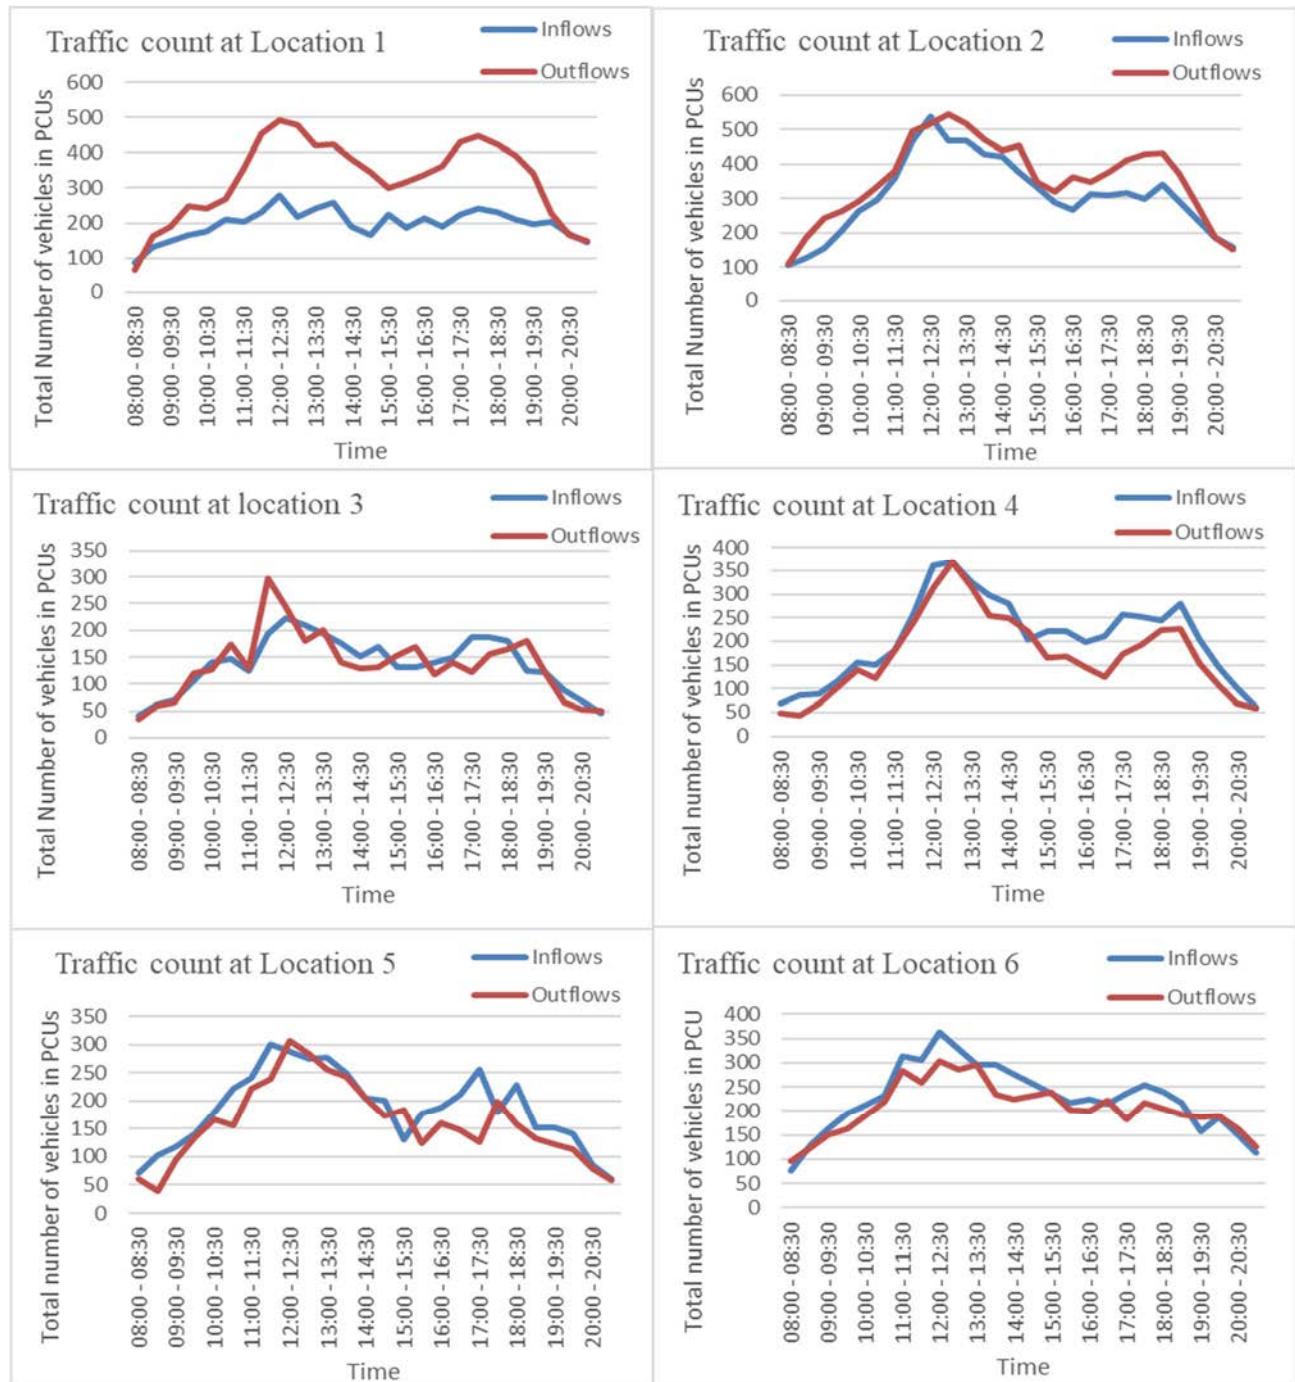 Traffic count at Location 1
Inflows
Outflows
Total Number of vehicles in PCUs
600
500
400
300
200
100
0
08:00 - 08:30
09:00 - 09:30
10:00 - 10:30
11:00 - 11:30
12:00 - 12:30
13:00 - 13:30
14:00 - 14:30
15:00 - 15:30
16:00 - 16:30
17:00 - 17:30
18:00 - 18:30
19:00 - 19:30
20:00 - 20:30
Time
Traffic count at Location 2
Inflows
Outflows
Total Number of vehicles in PCUs
600
500
400
300
200
100
0
08:00 - 08:30
09:00 - 09:30
10:00 - 10:30
11:00 - 11:30
12:00 - 12:30
13:00 - 13:30
14:00 - 14:30
15:00 - 15:30
16:00 - 16:30
17:00 - 17:30
18:00 - 18:30
19:00 - 19:30
20:00 - 20:30
Time
Traffic count at location 3
Inflows
Outflows
Total Number of vehicles in PCUs
350
300
250
200
150
100
50
0
08:00 - 08:30
09:00 - 09:30
10:00 - 10:30
11:00 - 11:30
12:00 - 12:30
13:00 - 13:30
14:00 - 14:30
15:00 - 15:30
16:00 - 16:30
17:00 - 17:30
18:00 - 18:30
19:00 - 19:30
20:00 - 20:30
Time
Traffic count at Location 4
Inflows
Outflows
Total number of vehicles in PCUs
400
350
300
250
200
150
100
50
0
08:00 - 08:30
09:00 - 09:30
10:00 - 10:30
11:00 - 11:30
12:00 - 12:30
13:00 - 13:30
14:00 - 14:30
15:00 - 15:30
16:00 - 16:30
17:00 - 17:30
18:00 - 18:30
19:00 - 19:30
20:00 - 20:30
Time
Traffic count at Location 5
Inflows
Outflows
Total number of vehicles in PCUs
350
300
250
200
150
100
50
0
08:00 - 08:30
09:00 - 09:30
10:00 - 10:30
11:00 - 11:30
12:00 - 12:30
13:00 - 13:30
14:00 - 14:30
15:00 - 15:30
16:00 - 16:30
17:00 - 17:30
18:00 - 18:30
19:00 - 19:30
20:00 - 20:30
Time
Traffic count at Location 6
Inflows
Outflows
Total number of vehicles in PCU
400
350
300
250
200
150
100
50
0
08:00 - 08:30
09:00 - 09:30
10:00 - 10:30
11:00 - 11:30
12:00 - 12:30
13:00 - 13:30
14:00 - 14:30
15:00 - 15:30
16:00 - 16:30
17:00 - 17:30
18:00 - 18:30
19:00 - 19:30
20:00 - 20:30
Time